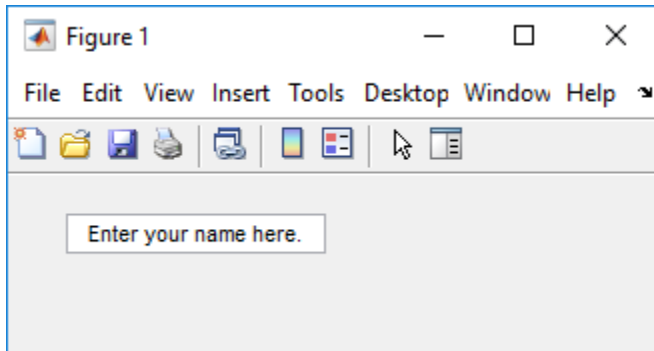 Figure 1
File Edit View Insert Tools Desktop Window Help
Enter your name here.